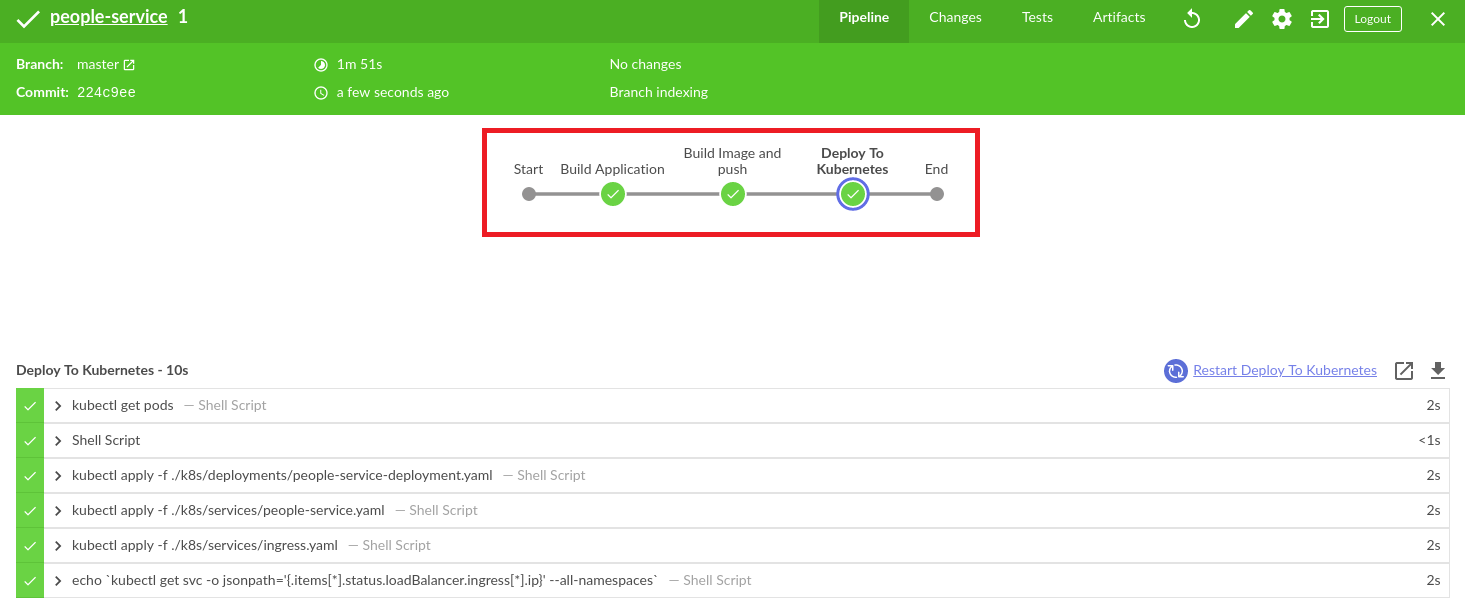 people-service 1
Pipeline Changes Tests Artifacts Logout
Branch: master 1m 51s No changes
Commit: 224c9ee a few seconds ago Branch indexing
Start Build Application Build Image and push Deploy To Kubernetes End
Deploy To Kubernetes - 10s Restart Deploy To Kubernetes
kubectl get pods — Shell Script 2s
Shell Script <1s
kubectl apply -f ./k8s/deployments/people-service-deployment.yaml — Shell Script 2s
kubectl apply -f ./k8s/services/people-service.yaml — Shell Script 2s
kubectl apply -f ./k8s/services/ingress.yaml — Shell Script 2s
echo `kubectl get svc -o jsonpath='{.items[*].status.loadBalancer.ingress[*].ip}' --all-namespaces` — Shell Script 2s